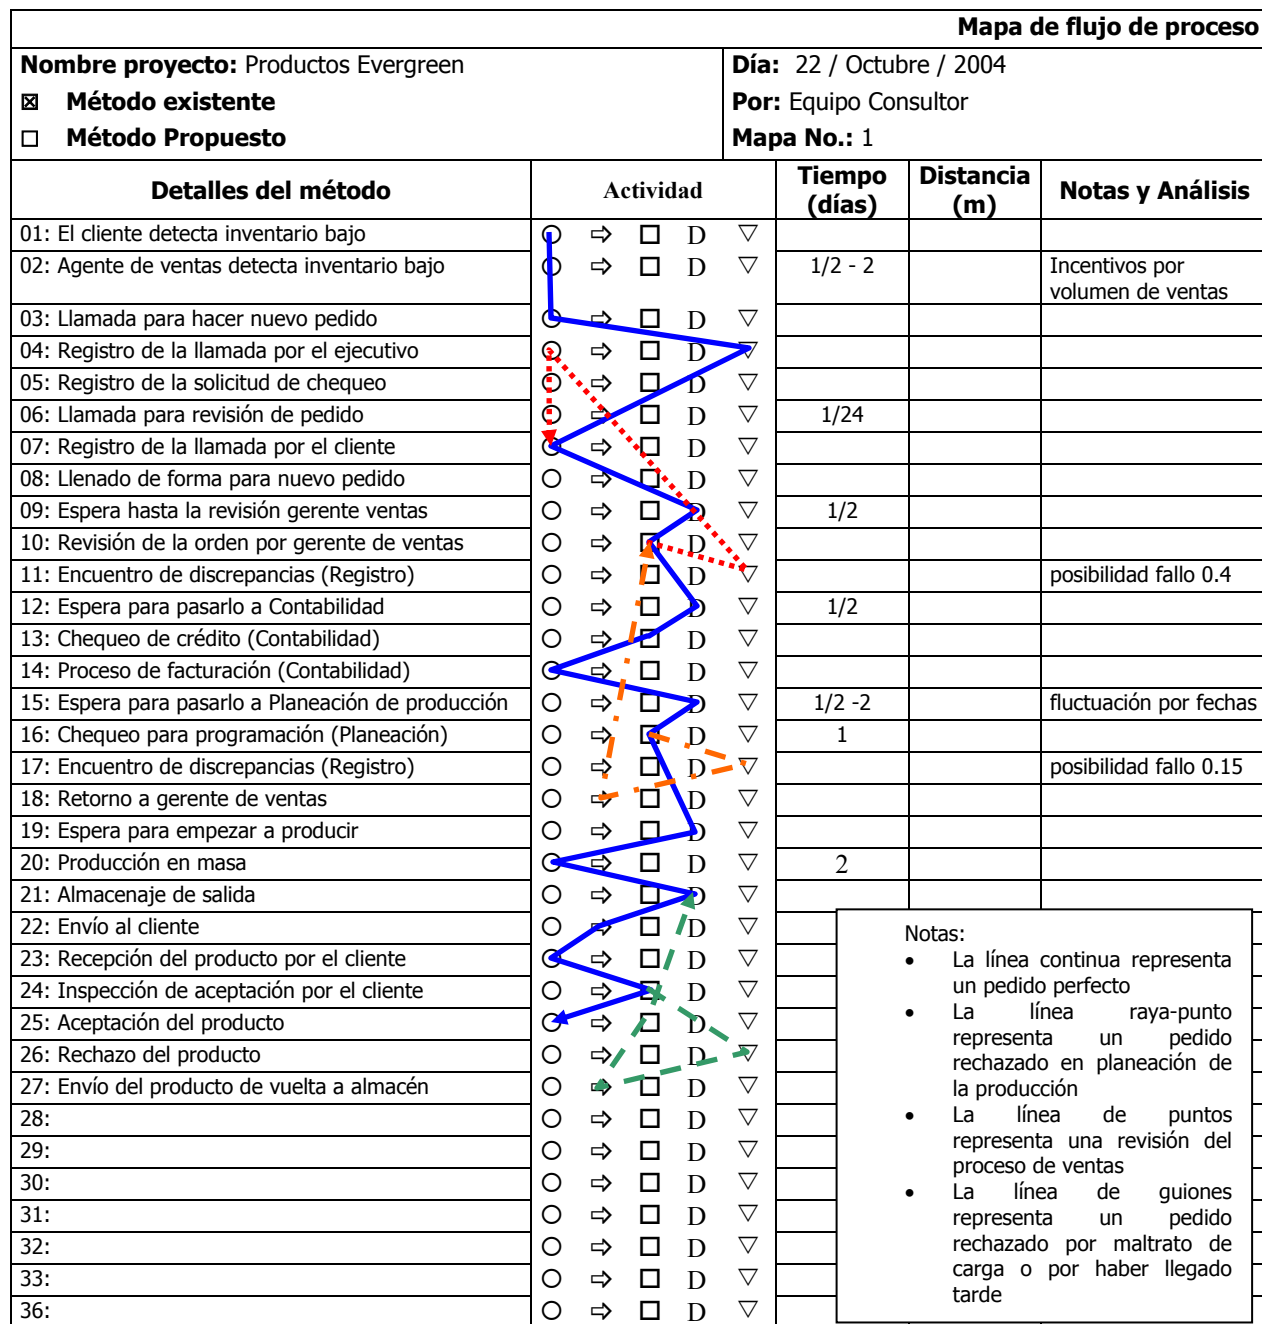 Mapa de flujo de proceso
Nombre proyecto: Productos Evergreen
Día: 22 / Octubre / 2004
☒ Método existente
Por: Equipo Consultor
☐ Método Propuesto
Mapa No.: 1
Detalles del método Actividad Tiempo (días) Distancia (m) Notas y Análisis
01: El cliente detecta inventario bajo ○ ⇨ □ D ▽
02: Agente de ventas detecta inventario bajo ○ ⇨ □ D ▽ 1/2 - 2 Incentivos por
volumen de ventas
03: Llamada para hacer nuevo pedido ○ ⇨ □ D ▽
04: Registro de la llamada por el ejecutivo ○ ⇨ □ D ▽
05: Registro de la solicitud de chequeo ○ ⇨ □ D ▽
06: Llamada para revisión de pedido ○ ⇨ □ D ▽ 1/24
07: Registro de la llamada por el cliente ○ ⇨ □ D ▽
08: Llenado de forma para nuevo pedido ○ ⇨ □ D ▽
09: Espera hasta la revisión gerente ventas ○ ⇨ □ D ▽ 1/2
10: Revisión de la orden por gerente de ventas ○ ⇨ □ D ▽
11: Encuentro de discrepancias (Registro) ○ ⇨ □ D ▽ posibilidad fallo 0.4
12: Espera para pasarlo a Contabilidad ○ ⇨ □ D ▽ 1/2
13: Chequeo de crédito (Contabilidad) ○ ⇨ □ D ▽
14: Proceso de facturación (Contabilidad) ○ ⇨ □ D ▽
15: Espera para pasarlo a Planeación de producción ○ ⇨ □ D ▽ 1/2 -2 fluctuación por fechas
16: Chequeo para programación (Planeación) ○ ⇨ □ D ▽ 1
17: Encuentro de discrepancias (Registro) ○ ⇨ □ D ▽ posibilidad fallo 0.15
18: Retorno a gerente de ventas ○ ⇨ □ D ▽
19: Espera para empezar a producir ○ ⇨ □ D ▽
20: Producción en masa ○ ⇨ □ D ▽ 2
21: Almacenaje de salida ○ ⇨ □ D ▽
22: Envío al cliente ○ ⇨ □ D ▽
23: Recepción del producto por el cliente ○ ⇨ □ D ▽
24: Inspección de aceptación por el cliente ○ ⇨ □ D ▽
25: Aceptación del producto ○ ⇨ □ D ▽
26: Rechazo del producto ○ ⇨ □ D ▽
27: Envío del producto de vuelta a almacén ○ ⇨ □ D ▽
28: ○ ⇨ □ D ▽
29: ○ ⇨ □ D ▽
30: ○ ⇨ □ D ▽
31: ○ ⇨ □ D ▽
32: ○ ⇨ □ D ▽
33: ○ ⇨ □ D ▽
36: ○ ⇨ □ D ▽
Notas:
• La línea continua representa
un pedido perfecto
• La línea raya-punto
representa un pedido
rechazado en planeación de
la producción
• La línea de puntos
representa una revisión del
proceso de ventas
• La línea de guiones
representa un pedido
rechazado por maltrato de
carga o por haber llegado
tarde